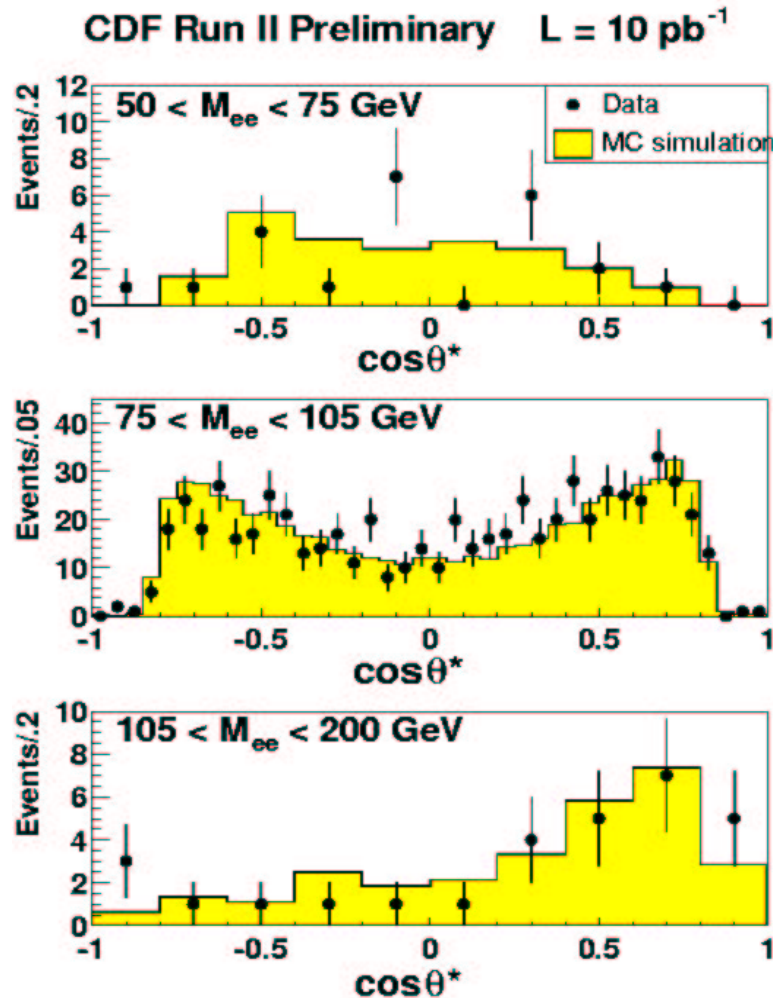 CDF Run II Preliminary L = 10 pb⁻¹
50 < M_ee < 75 GeV
Data
MC simulation
Events/.2
12
10
8
6
4
2
0
-1 -0.5 0 0.5 1
cosθ*
75 < M_ee < 105 GeV
Events/.05
40
30
20
10
0
-1 -0.5 0 0.5 1
cosθ*
105 < M_ee < 200 GeV
Events/.2
10
8
6
4
2
0
-1 -0.5 0 0.5 1
cosθ*